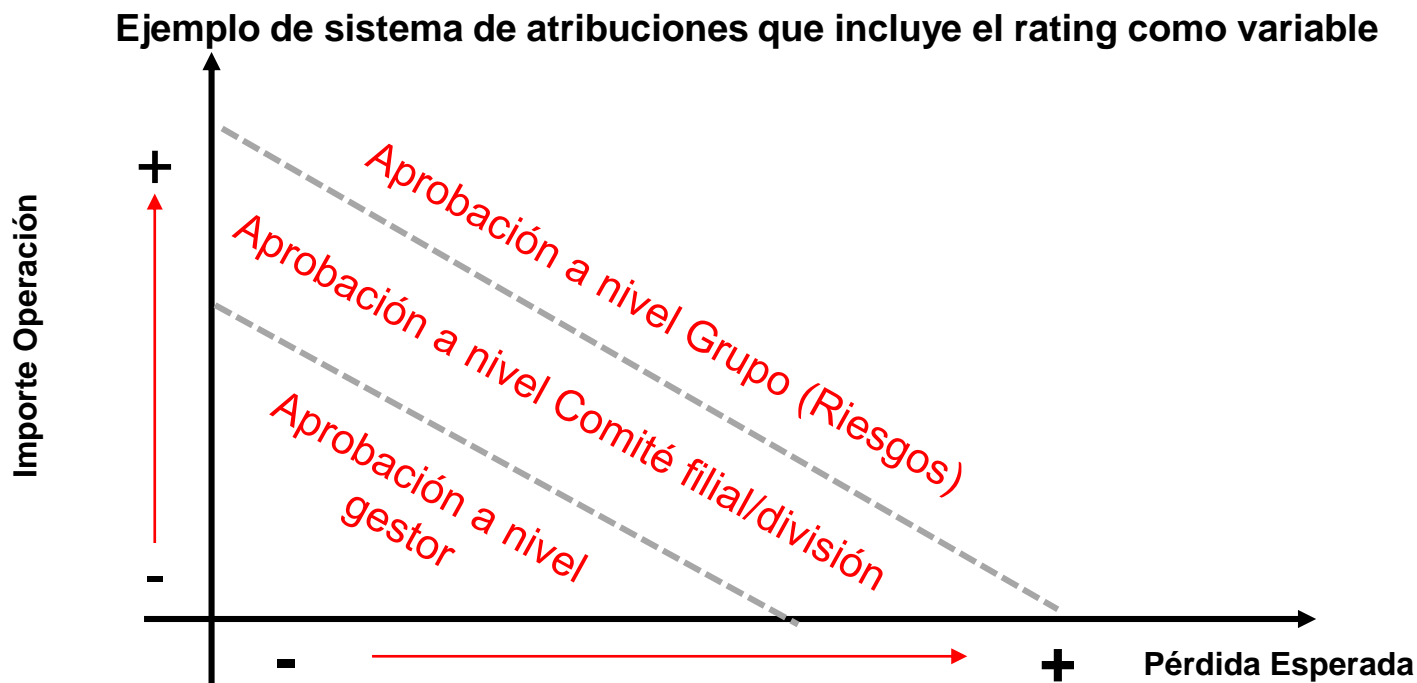 Ejemplo de sistema de atribuciones que incluye el rating como variable
Importe Operación
+
-
Aprobación a nivel Grupo (Riesgos)
Aprobación a nivel Comité filial/división
Aprobación a nivel
gestor
-
+
Pérdida Esperada